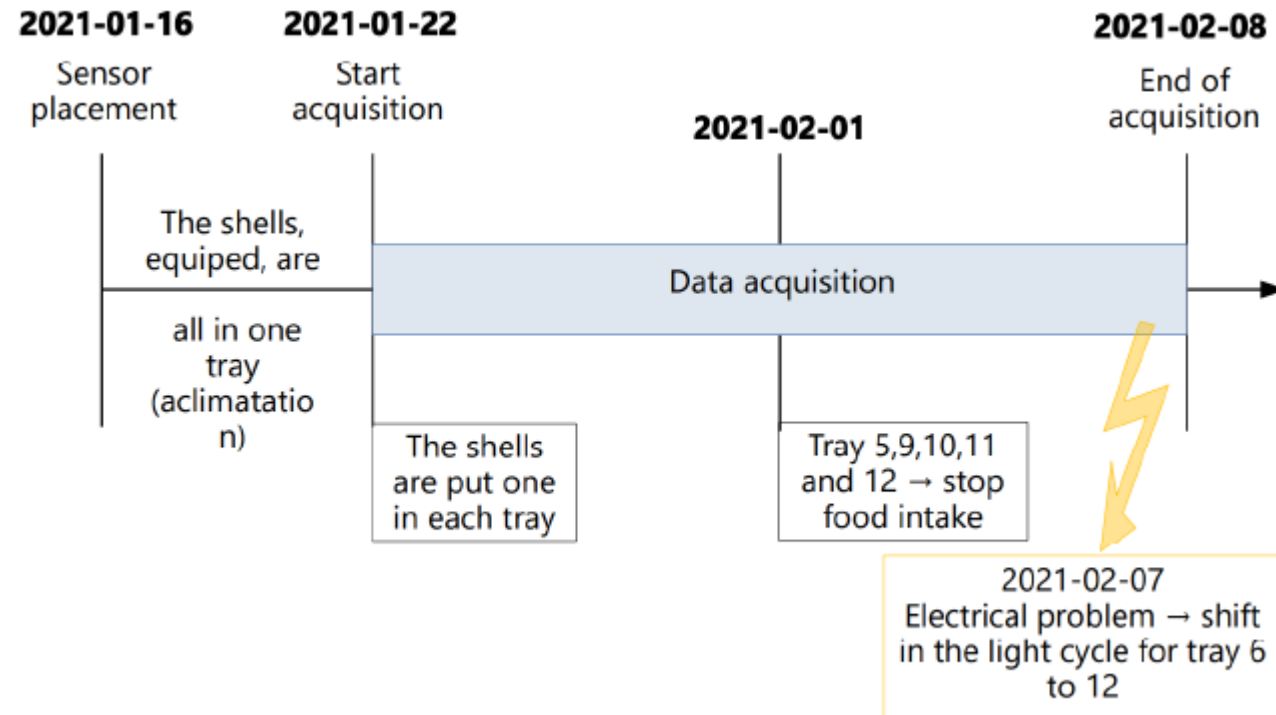 2021-01-16
Sensor
placement
2021-01-22
Start
acquisition
2021-02-08
End of
acquisition
2021-02-01
The shells,
equiped, are
all in one
tray
(aclimatatio
n)
Data acquisition
The shells
are put one
in each tray
Tray 5,9,10,11
and 12 → stop
food intake
2021-02-07
Electrical problem → shift
in the light cycle for tray 6
to 12